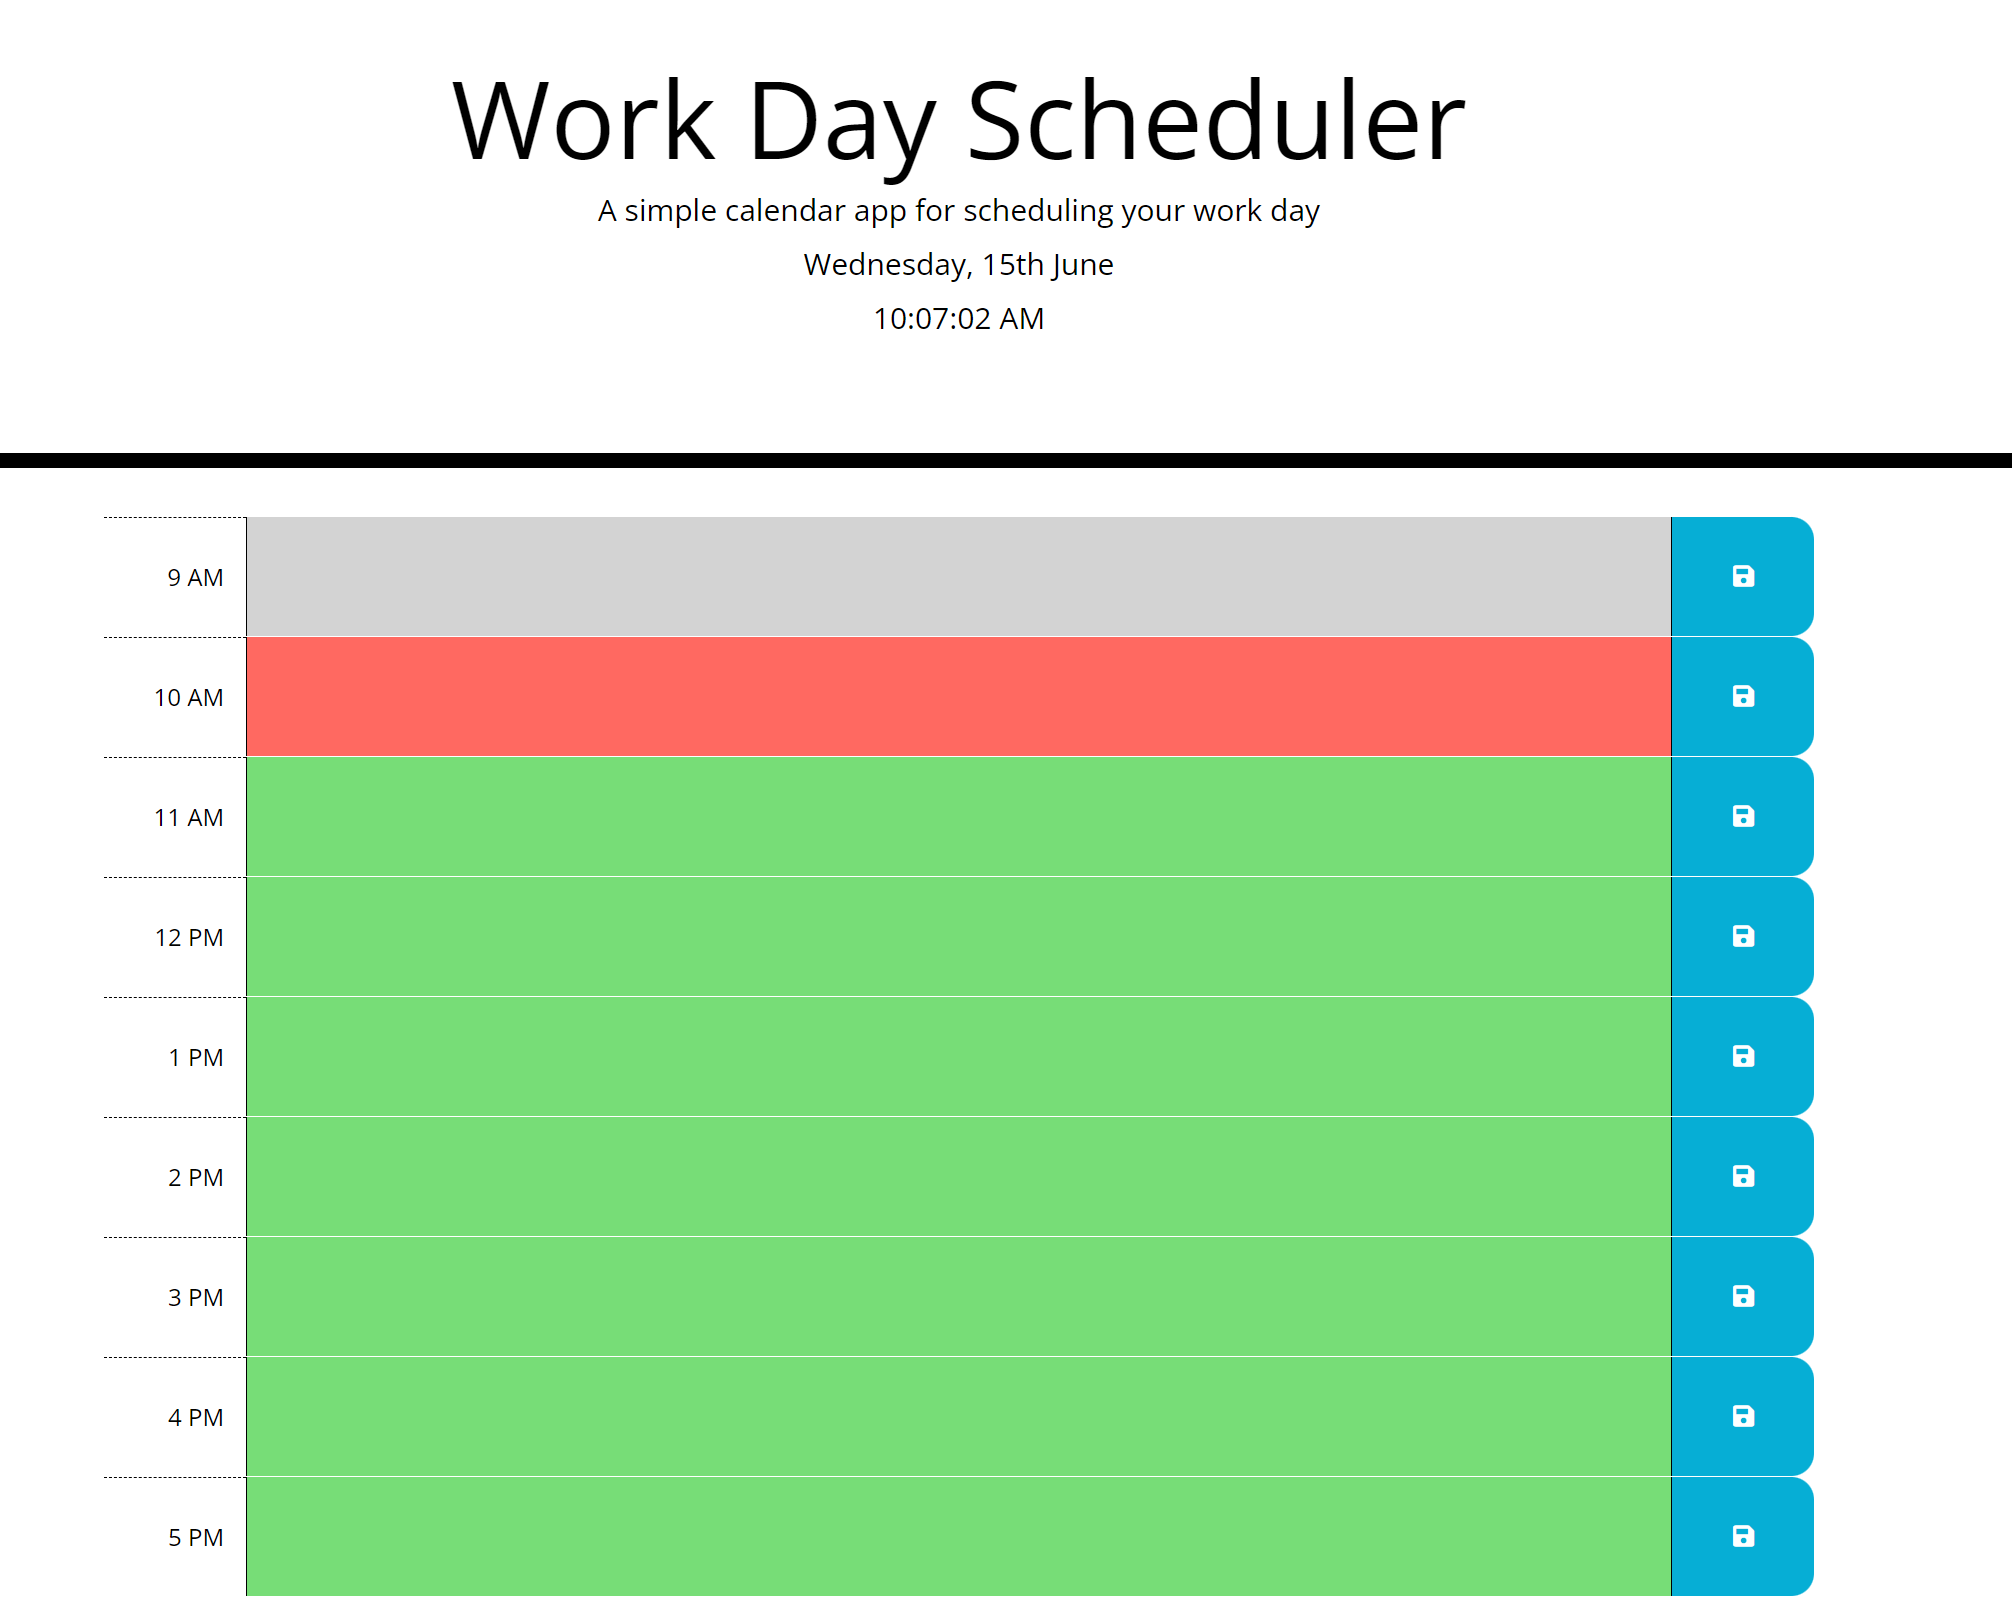 Work Day Scheduler
A simple calendar app for scheduling your work day
Wednesday, 15th June
10:07:02 AM
9 AM
10 AM
11 AM
12 PM
1 PM
2 PM
3 PM
4 PM
5 PM